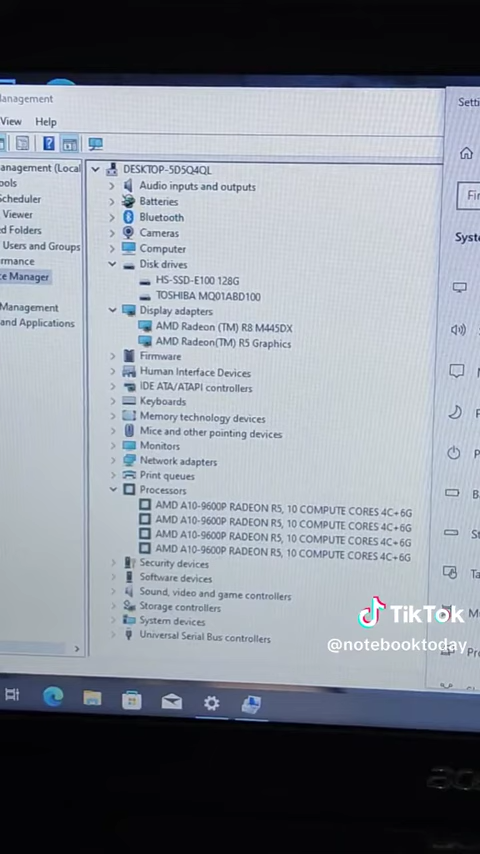 anagement
View Help
anagement (Local
ools
Scheduler
Viewer
ed Folders
Users and Groups
rmance
ce Manager
Management
and Applications
DESKTOP-5D5Q4QL
Audio inputs and outputs
Batteries
Bluetooth
Cameras
Computer
Disk drives
HS-SSD-E100 128G
TOSHIBA MQ01ABD100
Display adapters
AMD Radeon (TM) R8 M445DX
AMD Radeon(TM) R5 Graphics
Firmware
Human Interface Devices
IDE ATA/ATAPI controllers
Keyboards
Memory technology devices
Mice and other pointing devices
Monitors
Network adapters
Print queues
Processors
AMD A10-9600P RADEON R5, 10 COMPUTE CORES 4C+6G
AMD A10-9600P RADEON R5, 10 COMPUTE CORES 4C+6G
AMD A10-9600P RADEON R5, 10 COMPUTE CORES 4C+6G
AMD A10-9600P RADEON R5, 10 COMPUTE CORES 4C+6G
Security devices
Software devices
Sound, video and game controllers
Storage controllers
System devices
Universal Serial Bus controllers
Setti
Fi
Syst
TikTok
@notebooktoday